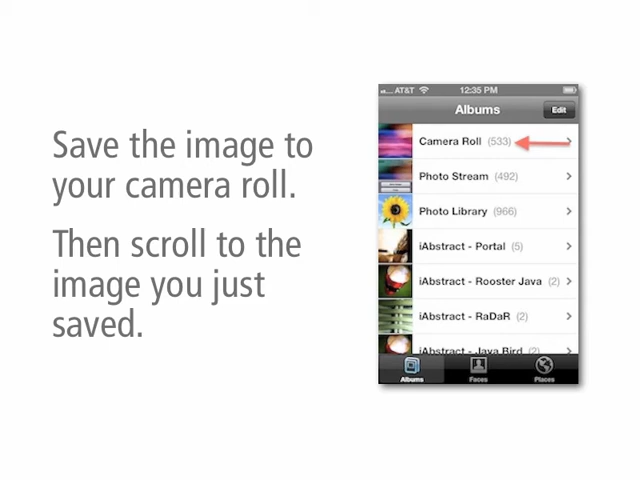 Save the image to
your camera roll.
Then scroll to the
image you just
saved.
AT&T 12:35 PM
Albums Edit
Camera Roll (533)
Photo Stream (492)
Photo Library (966)
iAbstract - Portal (5)
iAbstract - Rooster Java (2)
iAbstract - RaDaR (2)
iAbstract - Java Bird (2)
Albums Faces Places